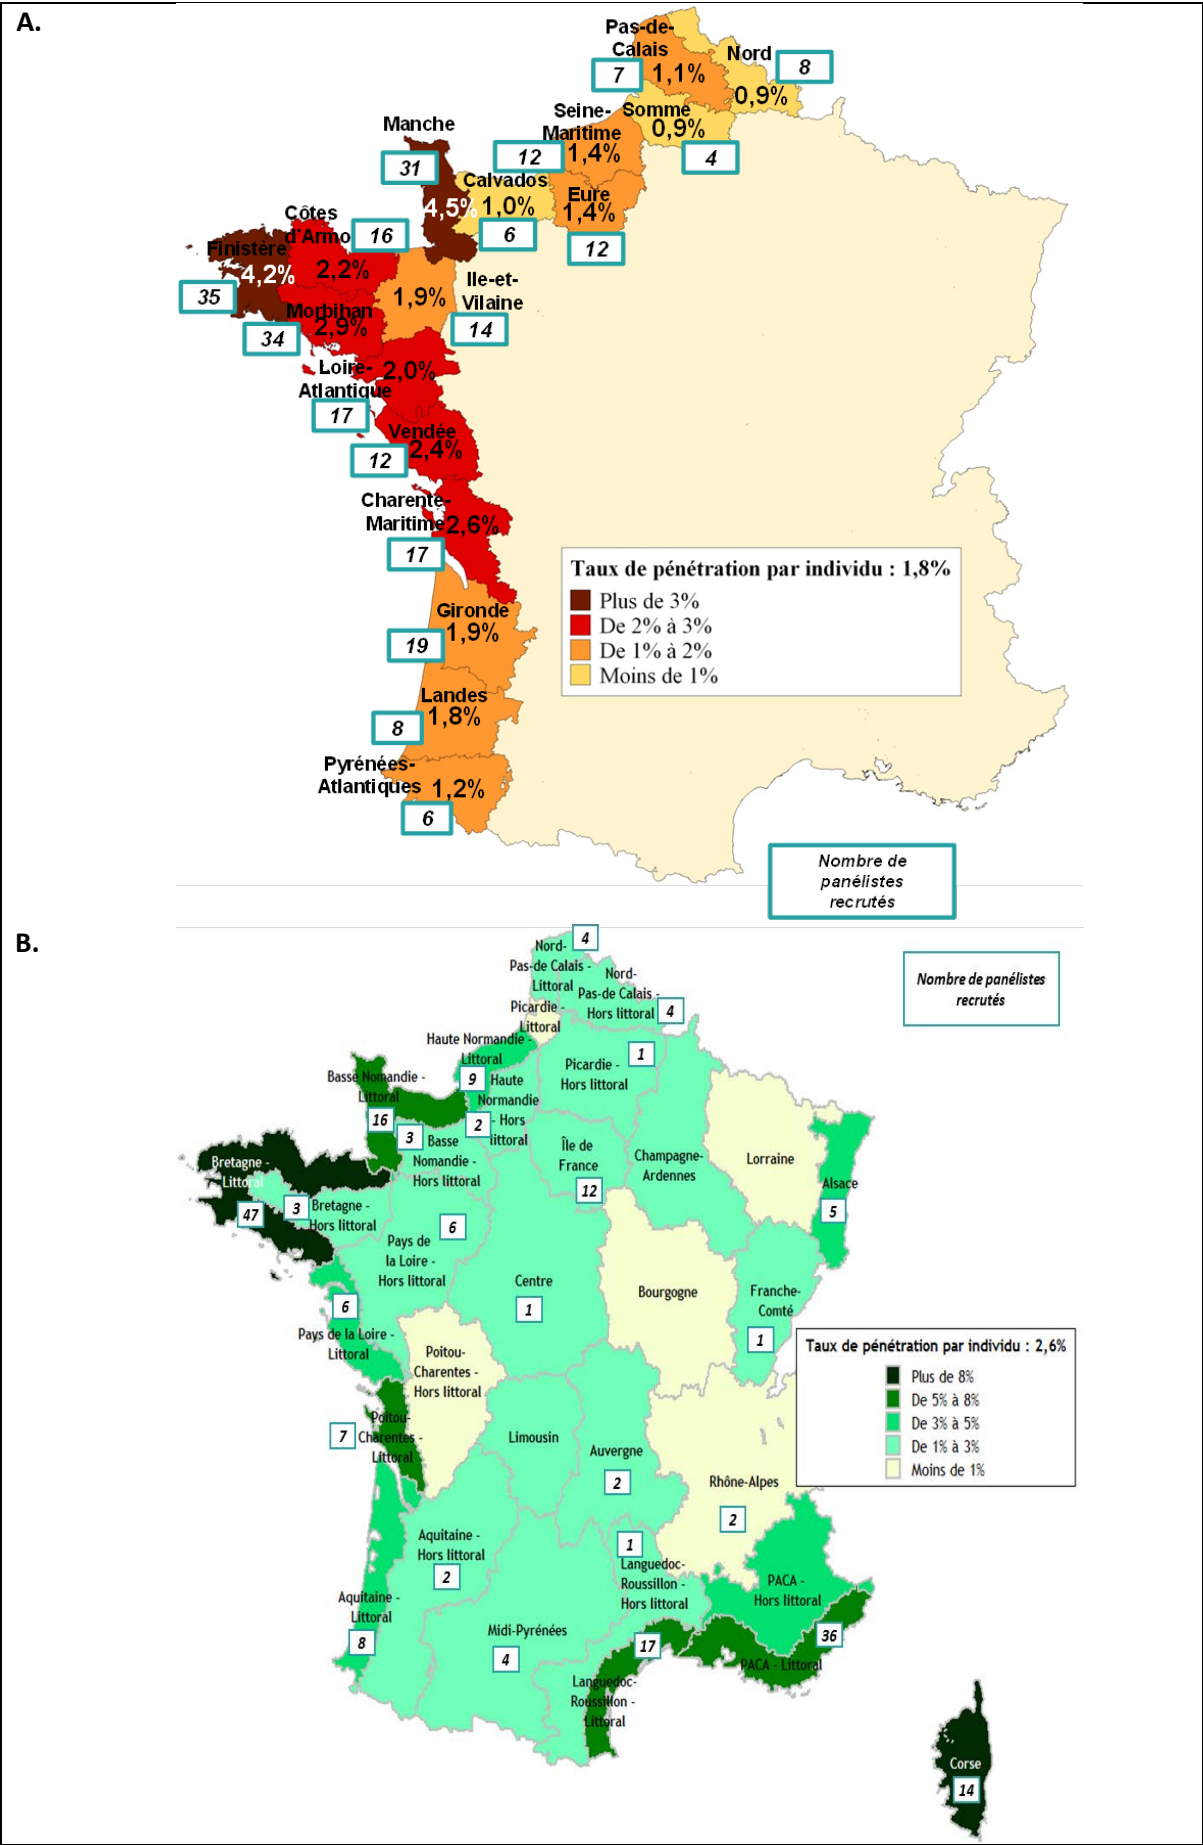 A.
Pas-de-
Calais
7
1,1%
Nord
8
0,9%
Somme
0,9%
4
Seine-
Maritime
12
1,4%
Manche
31
4,5%
Calvados
1,0%
6
Eure
1,4%
12
Côtes
d'Armo
16
2,2%
Finistère
4,2%
35
Ile-et-
Vilaine
1,9%
14
Morbihan
2,9%
34
Loire-
Atlantique
2,0%
17
Vendée
2,4%
12
Charente-
Maritime
2,6%
17
Taux de pénétration par individu : 1,8%
Plus de 3%
De 2% à 3%
De 1% à 2%
Moins de 1%
Gironde
1,9%
19
Landes
1,8%
8
Pyrénées-
Atlantiques
1,2%
6
Nombre de
panélistes
recrutés
B.
Nord-
Pas-de Calais -
Littoral
4
Nord-
Pas-de Calais -
Hors littoral
4
Nombre de panélistes
recrutés
Picardie -
Littoral
Haute Normandie -
Littoral
9
Picardie -
Hors littoral
1
Haute
Normandie
- Hors
littoral
2
Basse Nomandie -
Littoral
16
3
Basse
Nomandie -
Hors littoral
Île de
France
12
Champagne-
Ardennes
Lorraine
Alsace
5
Bretagne -
Littoral
47
3
Bretagne -
Hors littoral
6
Pays de
la Loire -
Hors littoral
Centre
1
Bourgogne
Franche-
Comté
1
6
Pays de la Loire -
Littoral
Taux de pénétration par individu : 2,6%
Plus de 8%
De 5% à 8%
De 3% à 5%
De 1% à 3%
Moins de 1%
Poitou-
Charentes -
Hors littoral
Poitou-
Charentes -
Littoral
7
Limousin
Auvergne
2
Rhône-Alpes
2
Aquitaine -
Hors littoral
2
1
Languedoc-
Roussillon -
Hors littoral
PACA -
Hors littoral
Aquitaine -
Littoral
8
Midi-Pyrénées
4
17
36
PACA - Littoral
Languedoc-
Roussillon -
Littoral
Corse
14